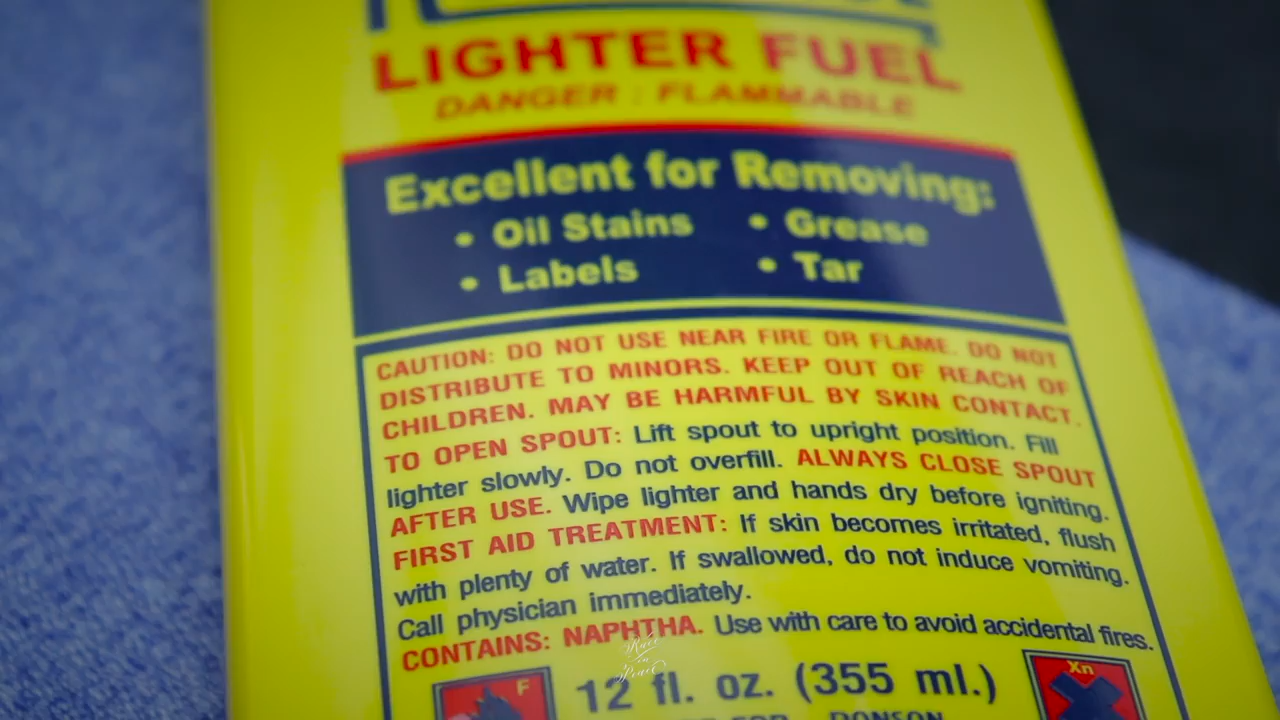 LIGHTER FUEL
DANGER : FLAMMABLE
Excellent for Removing:
• Oil Stains • Grease
• Labels • Tar
CAUTION: DO NOT USE NEAR FIRE OR FLAME. DO NOT
DISTRIBUTE TO MINORS. KEEP OUT OF REACH OF
CHILDREN. MAY BE HARMFUL BY SKIN CONTACT.
TO OPEN SPOUT: Lift spout to upright position. Fill
lighter slowly. Do not overfill. ALWAYS CLOSE SPOUT
AFTER USE. Wipe lighter and hands dry before igniting.
FIRST AID TREATMENT: If skin becomes irritated, flush
with plenty of water. If swallowed, do not induce vomiting.
Call physician immediately.
CONTAINS: NAPHTHA. Use with care to avoid accidental fires.
Race
in
Peace
F
12 fl. oz. (355 ml.)
Xn
FOR RONSON